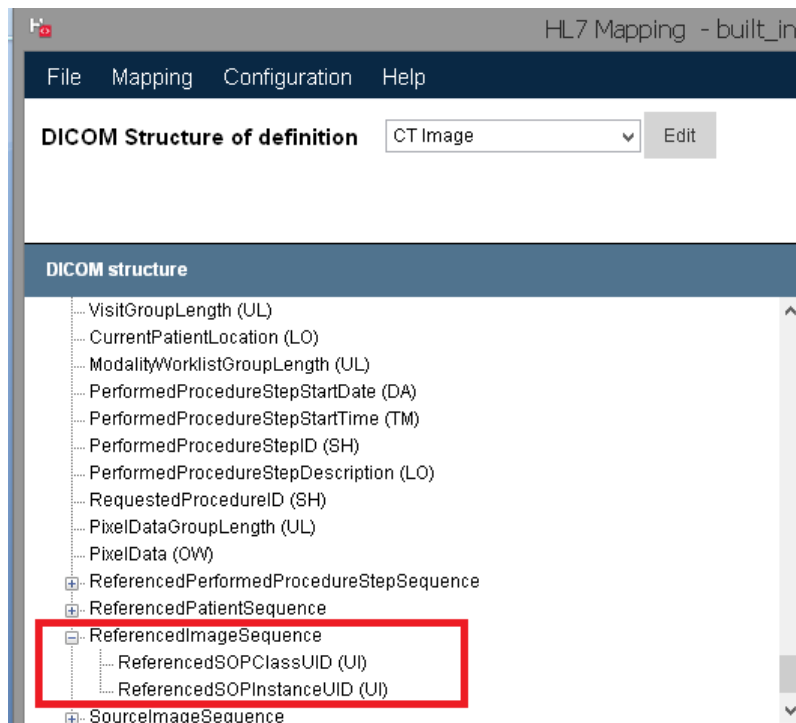 HL7 Mapping - built_in
File Mapping Configuration Help
DICOM Structure of definition CT Image Edit
DICOM structure
VisitGroupLength (UL)
CurrentPatientLocation (LO)
ModalityWorklistGroupLength (UL)
PerformedProcedureStepStartDate (DA)
PerformedProcedureStepStartTime (TM)
PerformedProcedureStepID (SH)
PerformedProcedureStepDescription (LO)
RequestedProcedureID (SH)
PixelDataGroupLength (UL)
PixelData (OW)
ReferencedPerformedProcedureStepSequence
ReferencedPatientSequence
ReferencedImageSequence
ReferencedSOPClassUID (UI)
ReferencedSOPInstanceUID (UI)
SourceImageSequence